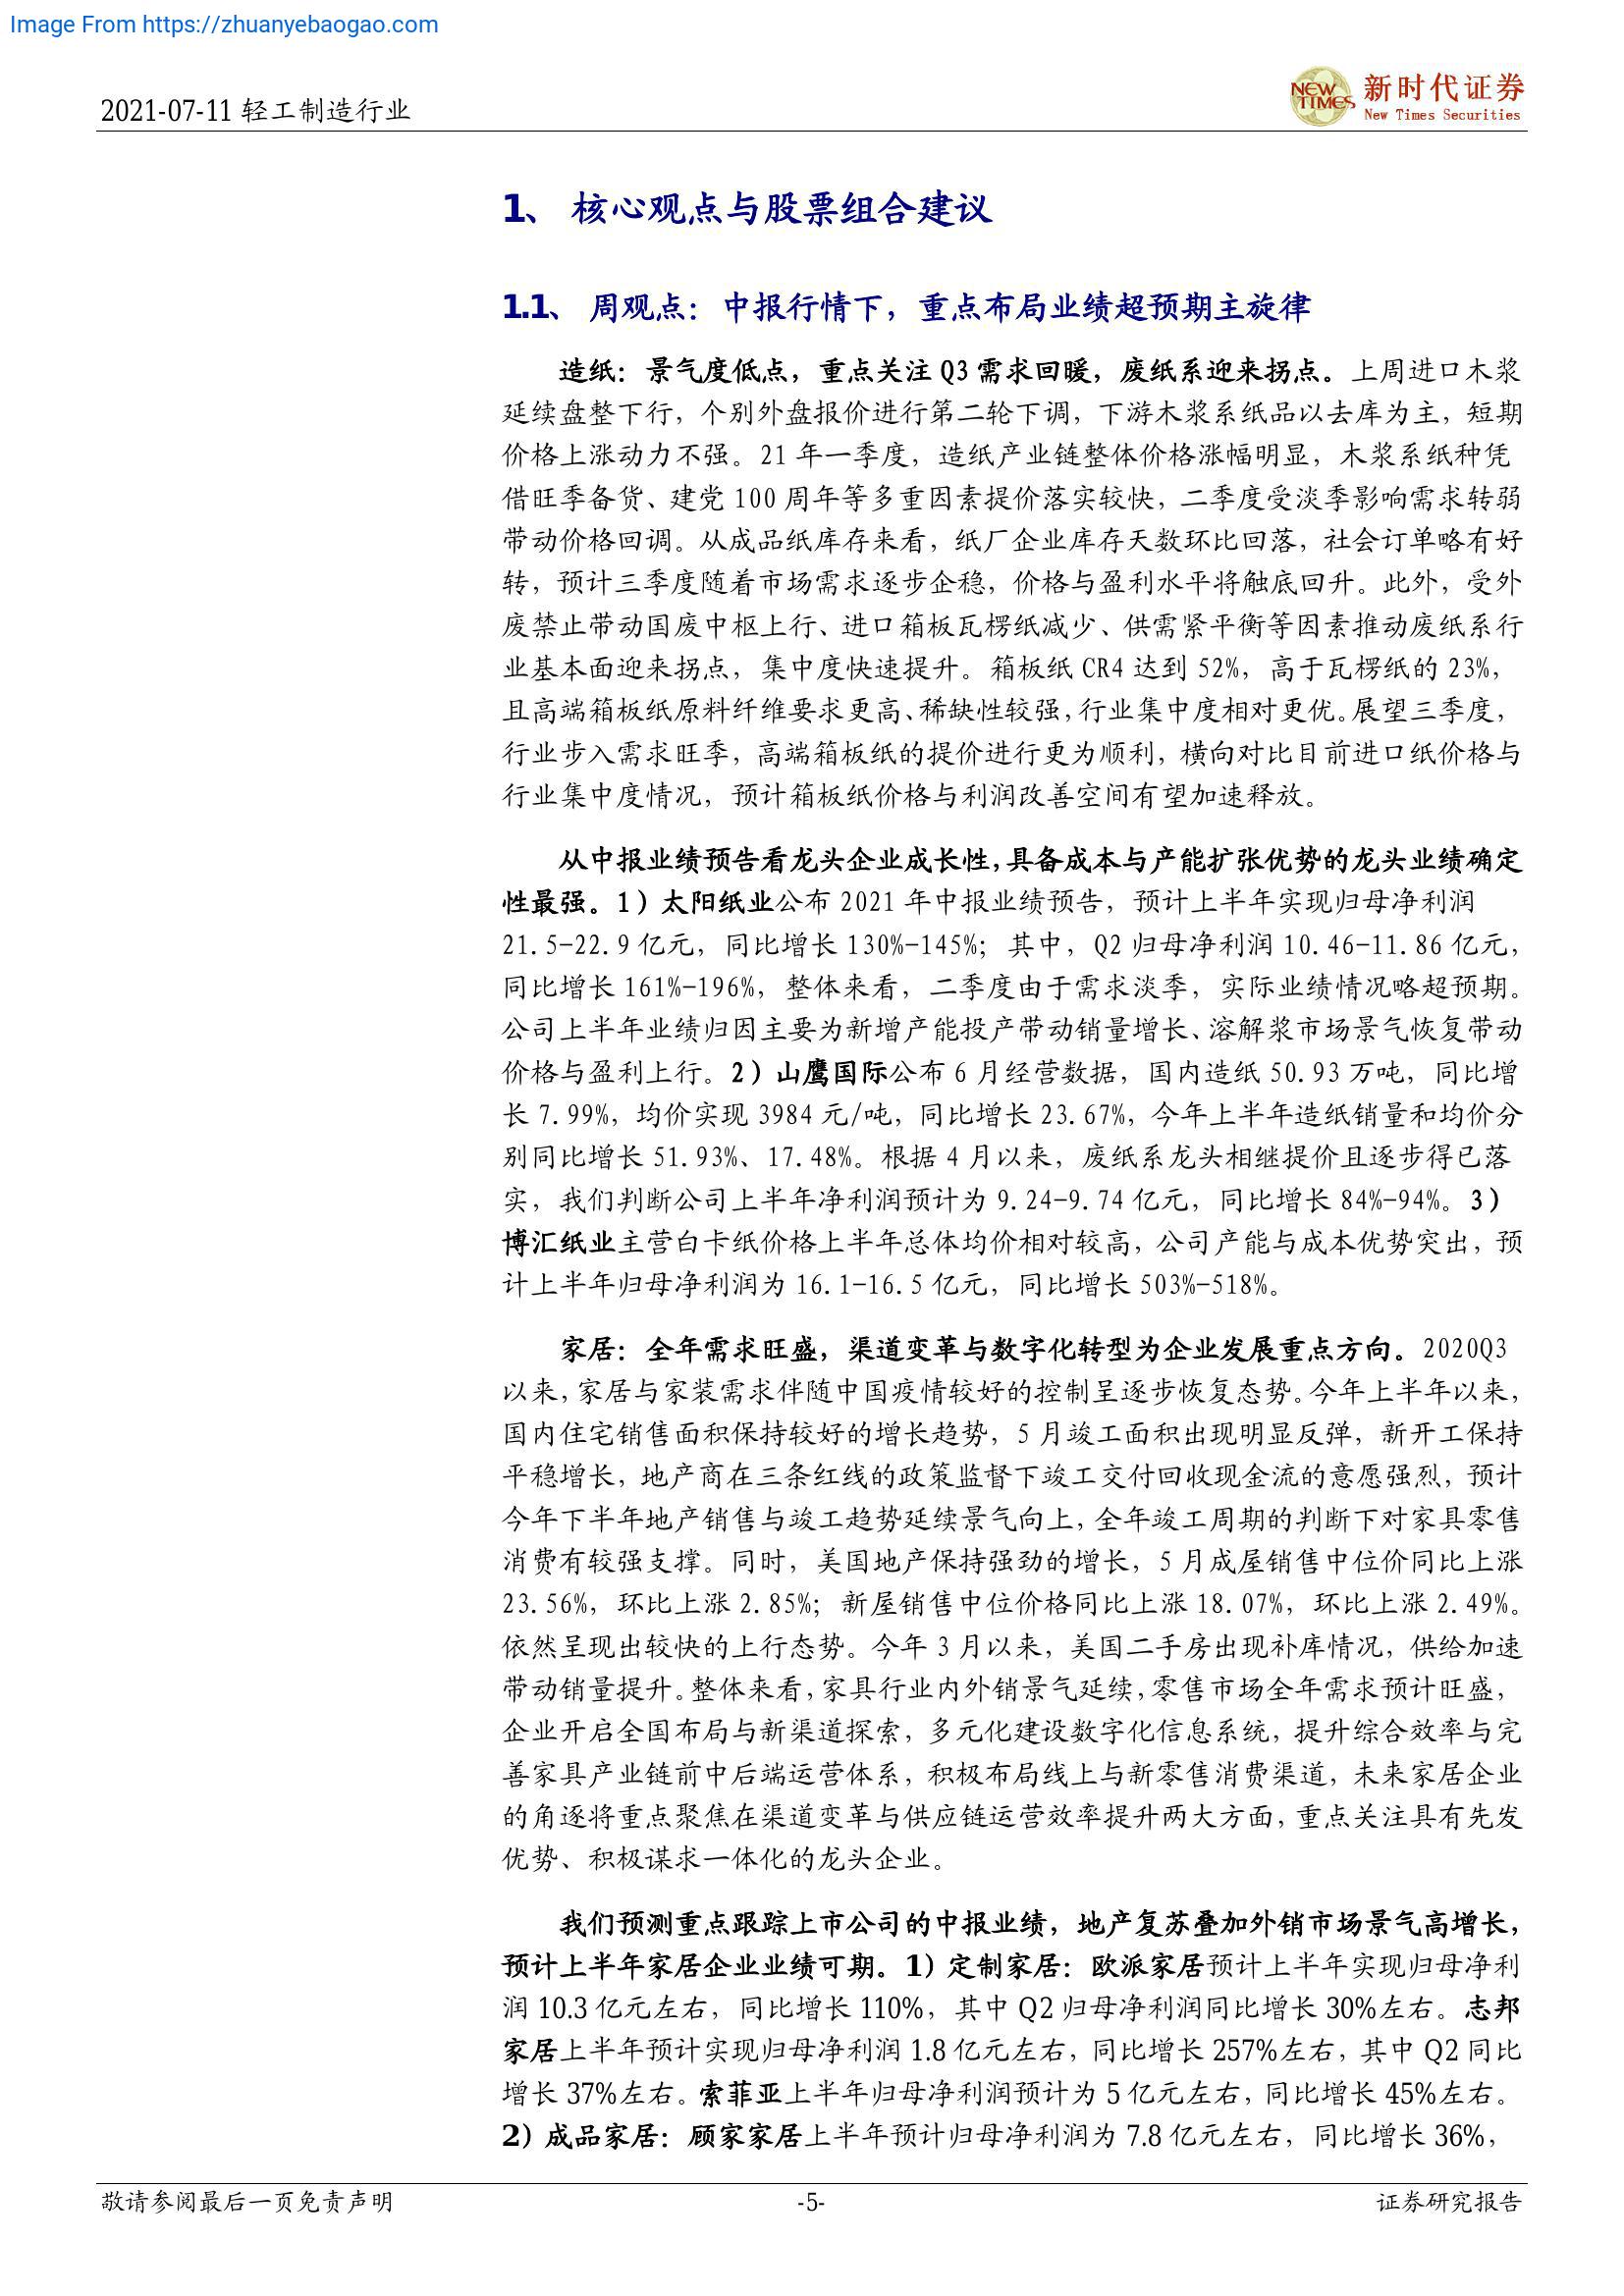 Image From https://zhuanyebaogao.com
2021-07-11 轻工制造行业
NEW TIMES
新时代证券
New Times Securities
1、 核心观点与股票组合建议
1.1、 周观点：中报行情下，重点布局业绩超预期主旋律
造纸：景气度低点，重点关注 Q3 需求回暖，废纸系迎来拐点。上周进口木浆
延续盘整下行，个别外盘报价进行第二轮下调，下游木浆系纸品以去库为主，短期
价格上涨动力不强。21 年一季度，造纸产业链整体价格涨幅明显，木浆系纸种凭
借旺季备货、建党 100 周年等多重因素提价落实较快，二季度受淡季影响需求转弱
带动价格回调。从成品纸库存来看，纸厂企业库存天数环比回落，社会订单略有好
转，预计三季度随着市场需求逐步企稳，价格与盈利水平将触底回升。此外，受外
废禁止带动国废中枢上行、进口箱板瓦楞纸减少、供需紧平衡等因素推动废纸系行
业基本面迎来拐点，集中度快速提升。箱板纸 CR4 达到 52%，高于瓦楞纸的 23%，
且高端箱板纸原料纤维要求更高、稀缺性较强，行业集中度相对更优。展望三季度，
行业步入需求旺季，高端箱板纸的提价进行更为顺利，横向对比目前进口纸价格与
行业集中度情况，预计箱板纸价格与利润改善空间有望加速释放。
从中报业绩预告看龙头企业成长性，具备成本与产能扩张优势的龙头业绩确定
性最强。1）太阳纸业公布 2021 年中报业绩预告，预计上半年实现归母净利润
21.5-22.9 亿元，同比增长 130%-145%；其中，Q2 归母净利润 10.46-11.86 亿元，
同比增长 161%-196%，整体来看，二季度由于需求淡季，实际业绩情况略超预期。
公司上半年业绩归因主要为新增产能投产带动销量增长、溶解浆市场景气恢复带动
价格与盈利上行。2）山鹰国际公布 6 月经营数据，国内造纸 50.93 万吨，同比增
长 7.99%，均价实现 3984 元/吨，同比增长 23.67%，今年上半年造纸销量和均价分
别同比增长 51.93%、17.48%。根据 4 月以来，废纸系龙头相继提价且逐步得已落
实，我们判断公司上半年净利润预计为 9.24-9.74 亿元，同比增长 84%-94%。3）
博汇纸业主营白卡纸价格上半年总体均价相对较高，公司产能与成本优势突出，预
计上半年归母净利润为 16.1-16.5 亿元，同比增长 503%-518%。
家居：全年需求旺盛，渠道变革与数字化转型为企业发展重点方向。2020Q3
以来，家居与家装需求伴随中国疫情较好的控制呈逐步恢复态势。今年上半年以来，
国内住宅销售面积保持较好的增长趋势，5 月竣工面积出现明显反弹，新开工保持
平稳增长，地产商在三条红线的政策监督下竣工交付回收现金流的意愿强烈，预计
今年下半年地产销售与竣工趋势延续景气向上，全年竣工周期的判断下对家具零售
消费有较强支撑。同时，美国地产保持强劲的增长，5 月成屋销售中位价同比上涨
23.56%，环比上涨 2.85%；新屋销售中位价格同比上涨 18.07%，环比上涨 2.49%。
依然呈现出较快的上行态势。今年 3 月以来，美国二手房出现补库情况，供给加速
带动销量提升。整体来看，家具行业内外销景气延续，零售市场全年需求预计旺盛，
企业开启全国布局与新渠道探索，多元化建设数字化信息系统，提升综合效率与完
善家具产业链前中后端运营体系，积极布局线上与新零售消费渠道，未来家居企业
的角逐将重点聚焦在渠道变革与供应链运营效率提升两大方面，重点关注具有先发
优势、积极谋求一体化的龙头企业。
我们预测重点跟踪上市公司的中报业绩，地产复苏叠加外销市场景气高增长，
预计上半年家居企业业绩可期。1）定制家居：欧派家居预计上半年实现归母净利
润 10.3 亿元左右，同比增长 110%，其中 Q2 归母净利润同比增长 30%左右。志邦
家居上半年预计实现归母净利润 1.8 亿元左右，同比增长 257%左右，其中 Q2 同比
增长 37%左右。索菲亚上半年归母净利润预计为 5 亿元左右，同比增长 45%左右。
2）成品家居：顾家家居上半年预计归母净利润为 7.8 亿元左右，同比增长 36%，
敬请参阅最后一页免责声明
-5-
证券研究报告